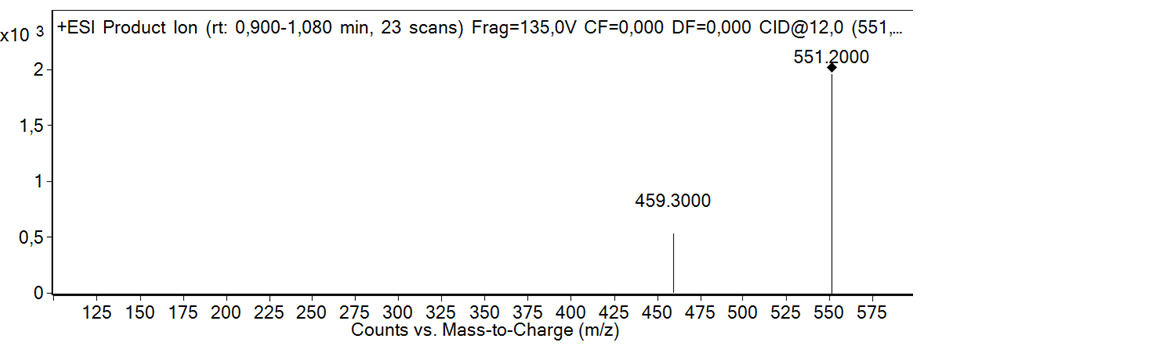 +ESI Product Ion (rt: 0,900-1,080 min, 23 scans) Frag=135,0V CF=0,000 DF=0,000 CID@12,0 (551,...
x10 3
551.2000
2
1,5
1
459.3000
0,5
0
125 150 175 200 225 250 275 300 325 350 375 400 425 450 475 500 525 550 575
Counts vs. Mass-to-Charge (m/z)